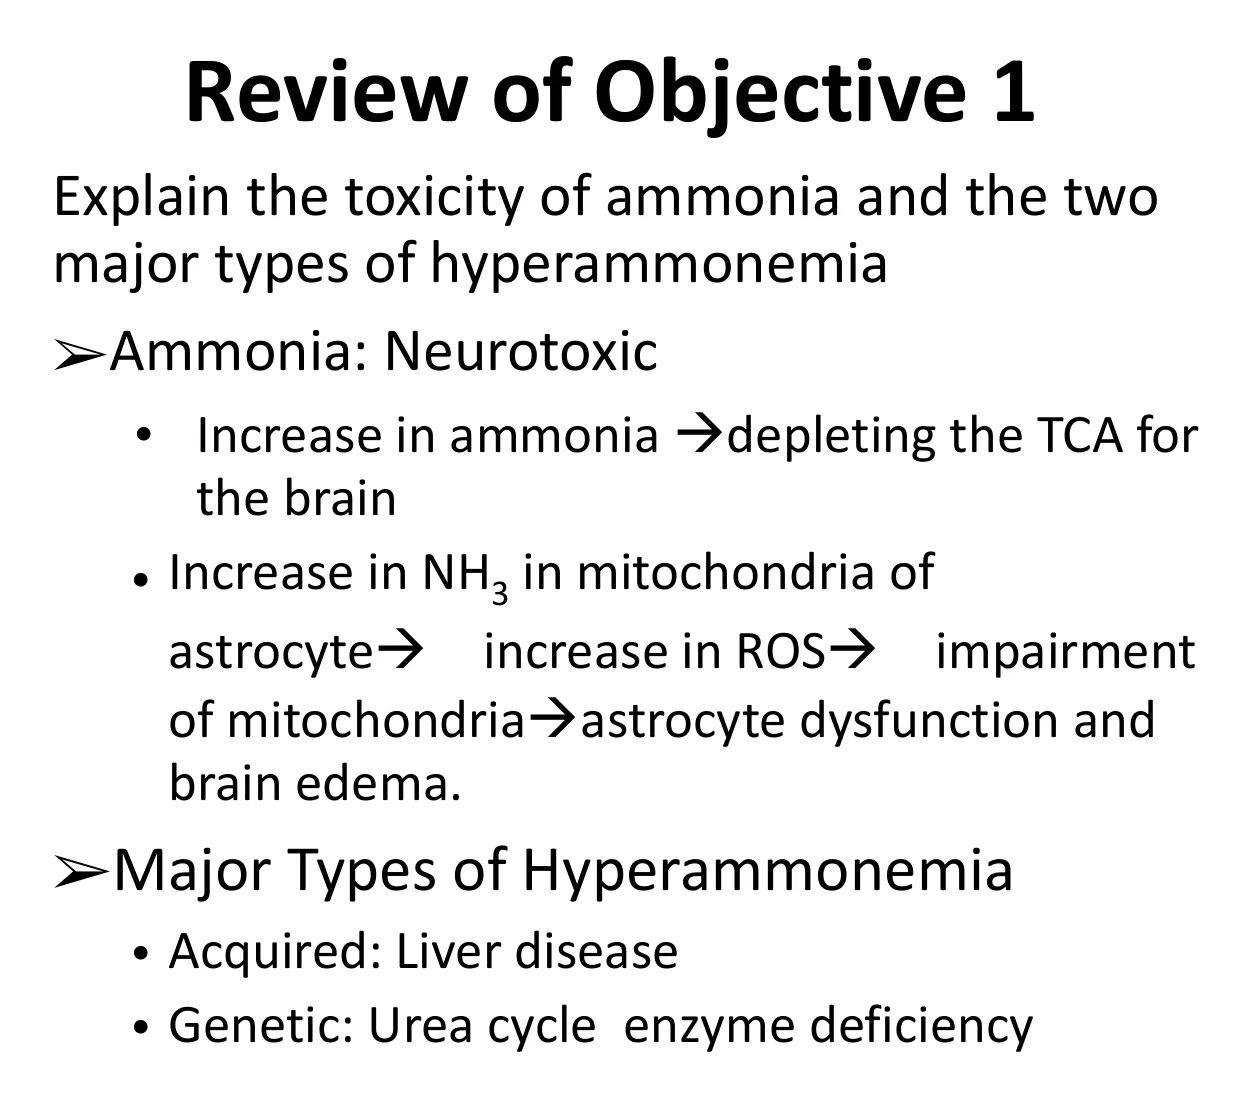 Review of Objective 1
Explain the toxicity of ammonia and the two
major types of hyperammonemia
➢Ammonia: Neurotoxic
• Increase in ammonia →depleting the TCA for
the brain
• Increase in NH₃ in mitochondria of
astrocyte→ increase in ROS→ impairment
of mitochondria→astrocyte dysfunction and
brain edema.
➢Major Types of Hyperammonemia
• Acquired: Liver disease
• Genetic: Urea cycle  enzyme deficiency